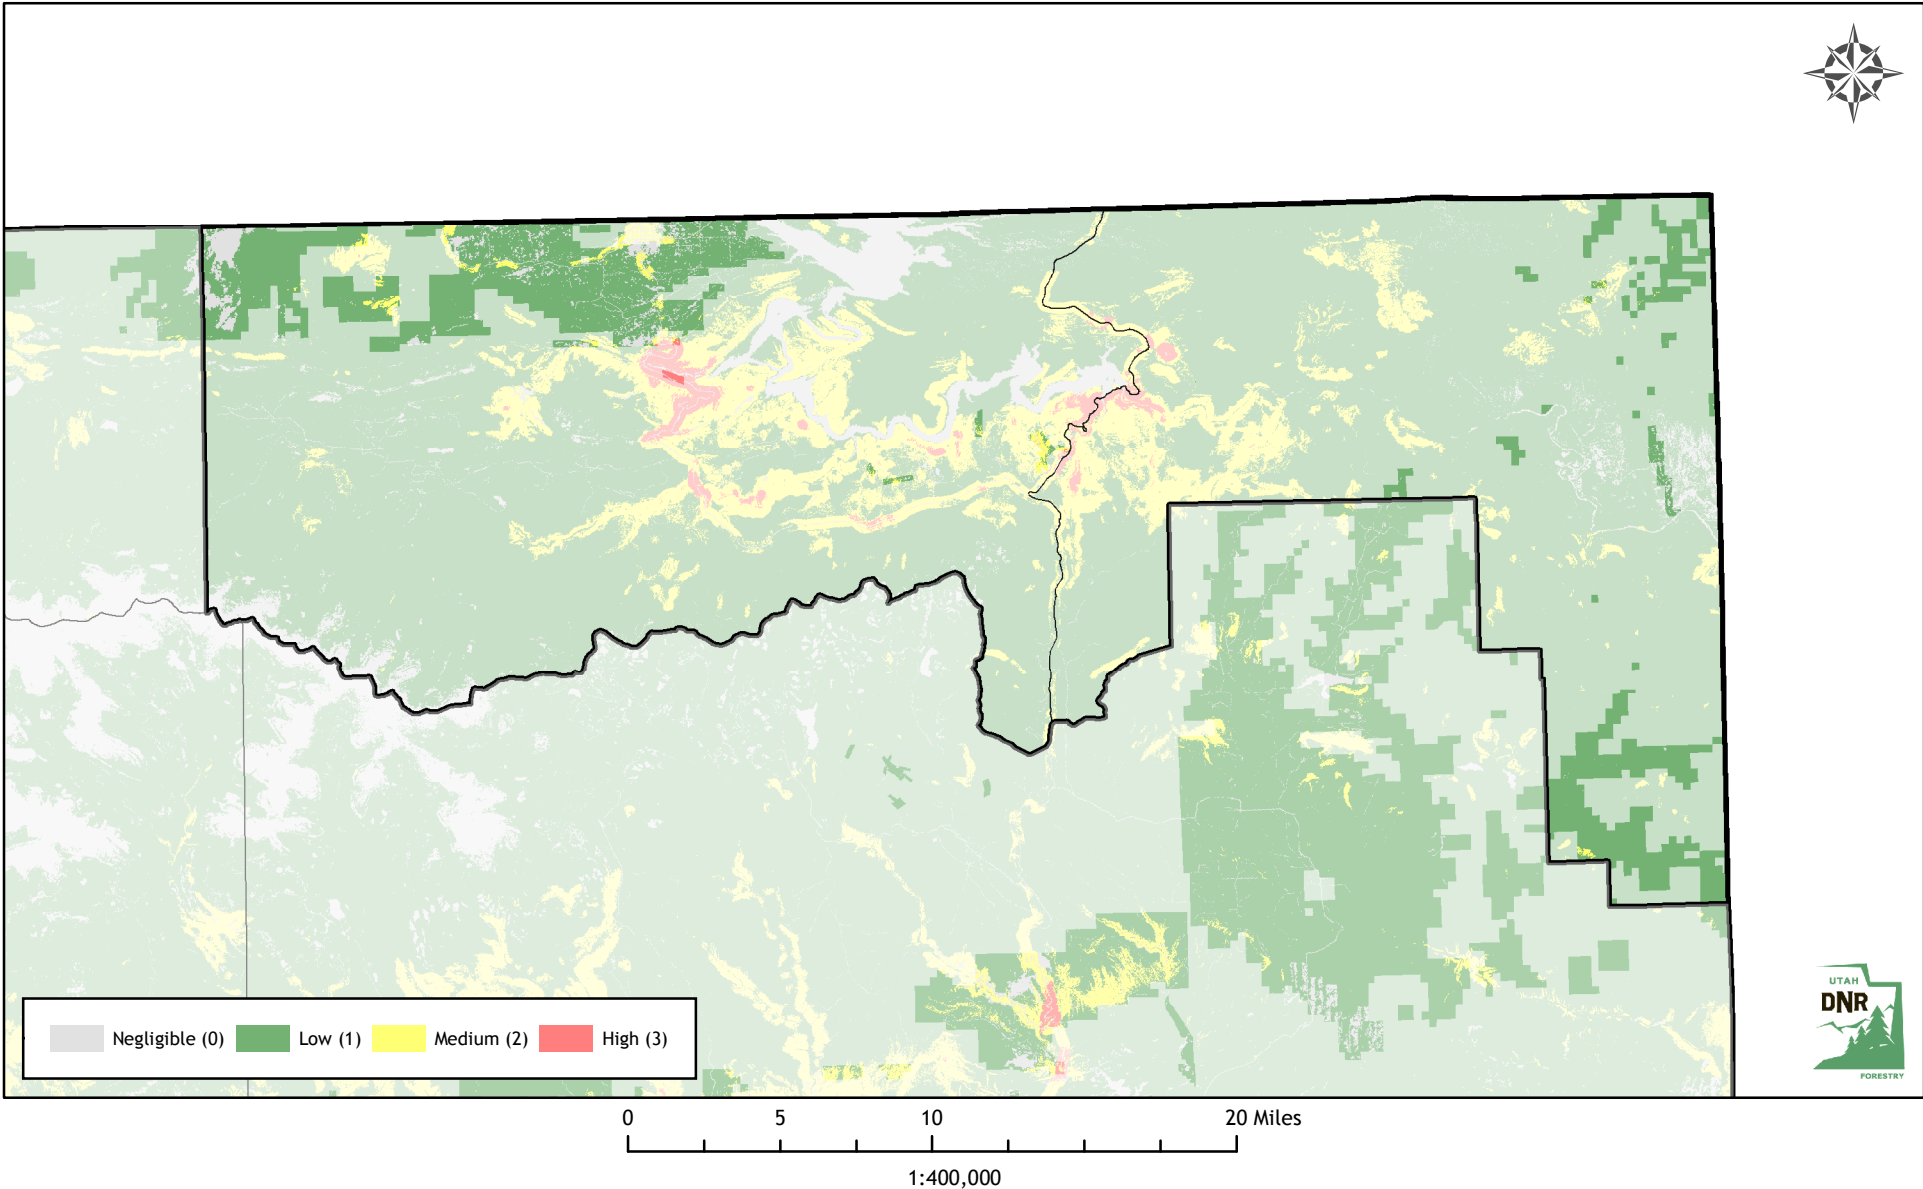 UTAH
DNR
FORESTRY
Negligible (0) Low (1) Medium (2) High (3)
0 5 10 20 Miles
1:400,000